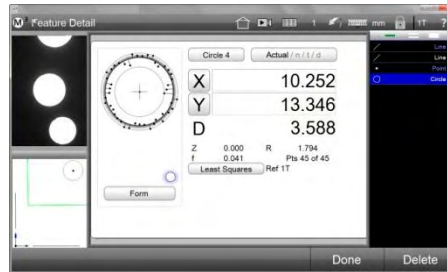 Feature Detail 1 mm 1T ?
Circle 4 Actual / n / t / d
X 10.252
Y 13.346
D 3.588
Z 0.000 R 1.794
f 0.041 Pts 45 of 45
Least Squares Ref 1T
Form
Line
Line
Point
Circle
Done Delete